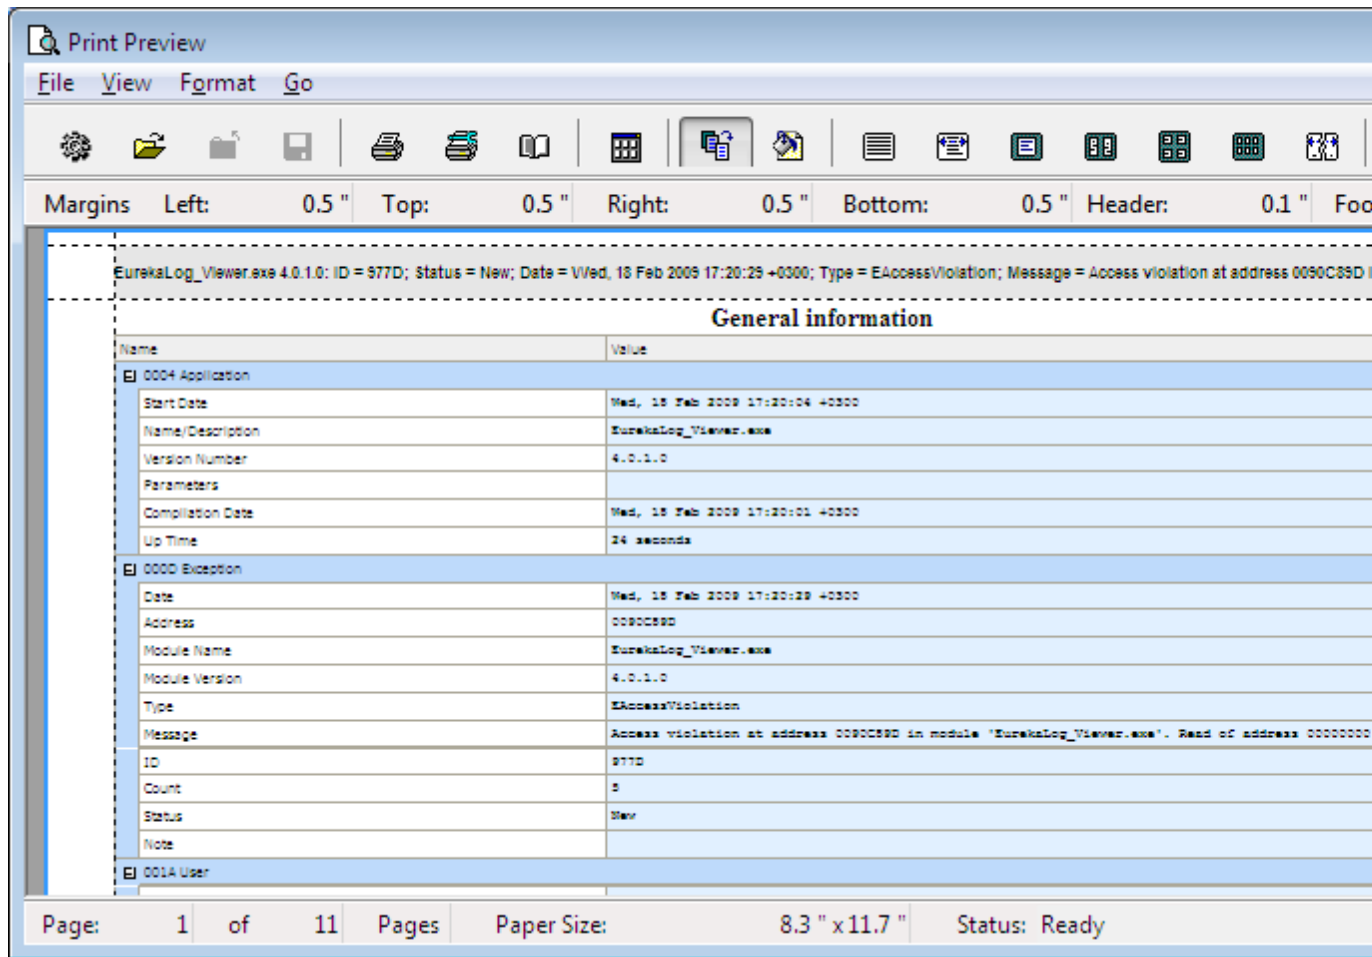 Print Preview
File View Format Go
Margins Left: 0.5 " Top: 0.5 " Right: 0.5 " Bottom: 0.5 " Header: 0.1 " Foo
EurekaLog_Viewer.exe 4.0.1.0: ID = 977D; Status = New; Date = Wed, 18 Feb 2009 17:20:29 +0300; Type = EAccessViolation; Message = Access violation at address 0090C89D i
General information
Name Value
0004 Application
Start Date Wed, 18 Feb 2009 17:20:04 +0300
Name/Description EurekaLog_Viewer.exe
Version Number 4.0.1.0
Parameters
Compilation Date Wed, 18 Feb 2009 17:20:01 +0300
Up Time 24 seconds
000D Exception
Date Wed, 18 Feb 2009 17:20:29 +0300
Address 0090C89D
Module Name EurekaLog_Viewer.exe
Module Version 4.0.1.0
Type EAccessViolation
Message Access violation at address 0090C89D in module 'EurekaLog_Viewer.exe'. Read of address 00000000
ID 977D
Count
Status New
Note
001A User
Page: 1 of 11 Pages Paper Size: 8.3 " x 11.7 " Status: Ready